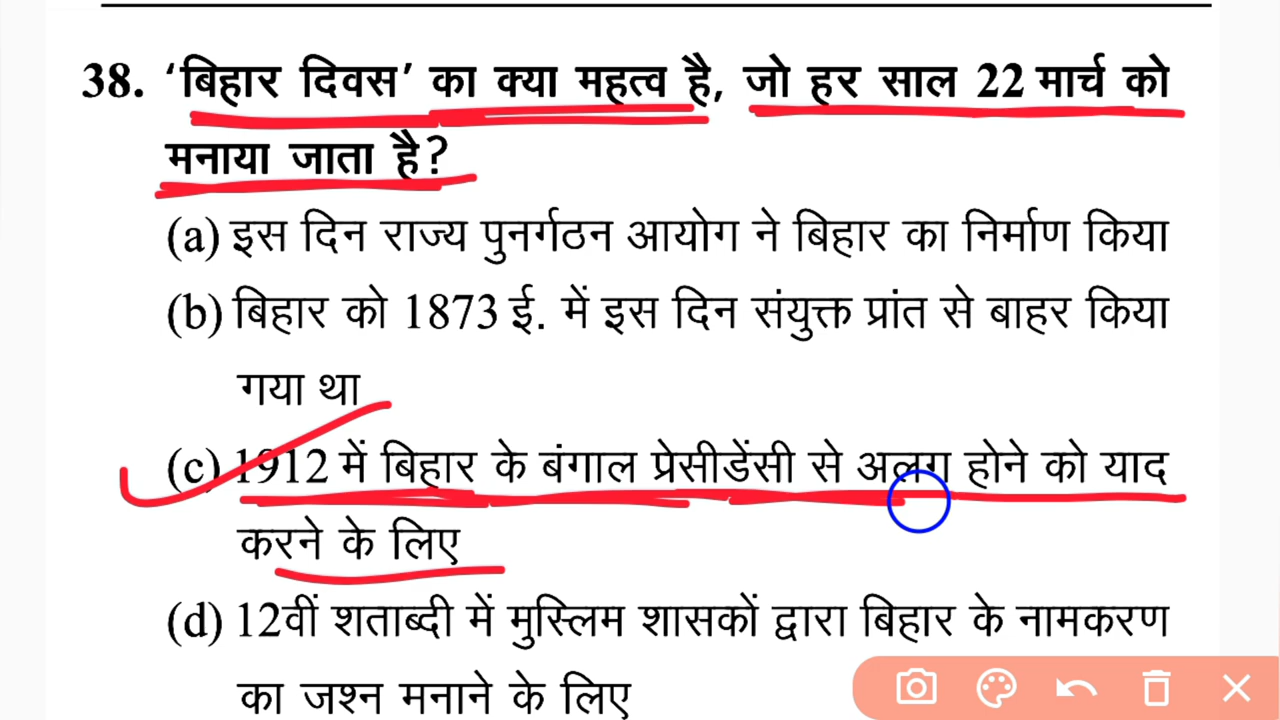 38. ‘बिहार दिवस’ का क्या महत्व है, जो हर साल 22 मार्च को
मनाया जाता है?
(a) इस दिन राज्य पुनर्गठन आयोग ने बिहार का निर्माण किया
(b) बिहार को 1873 ई. में इस दिन संयुक्त प्रांत से बाहर किया
गया था
(c) 1912 में बिहार के बंगाल प्रेसीडेंसी से अलग होने को याद
करने के लिए
(d) 12वीं शताब्दी में मुस्लिम शासकों द्वारा बिहार के नामकरण
का जश्न मनाने के लिए